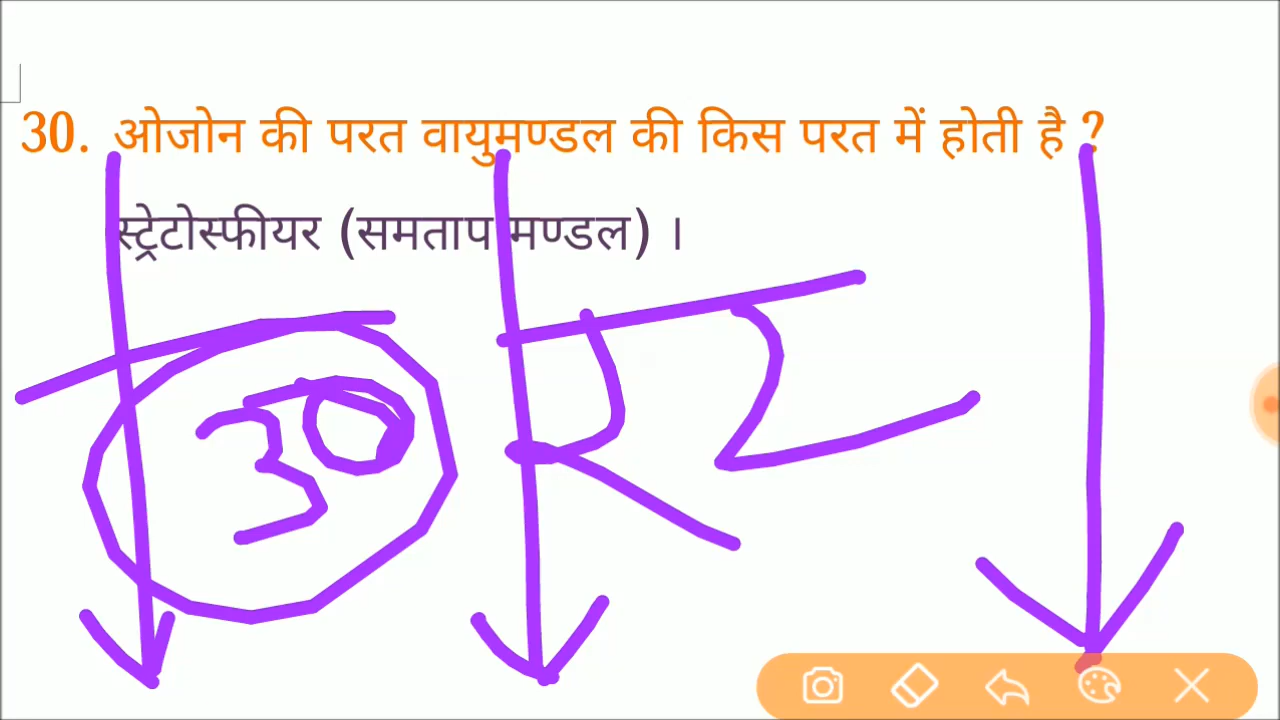 30. ओजोन की परत वायुमण्डल की किस परत में होती है ?
स्ट्रेटोस्फीयर (समताप मण्डल) ।
30